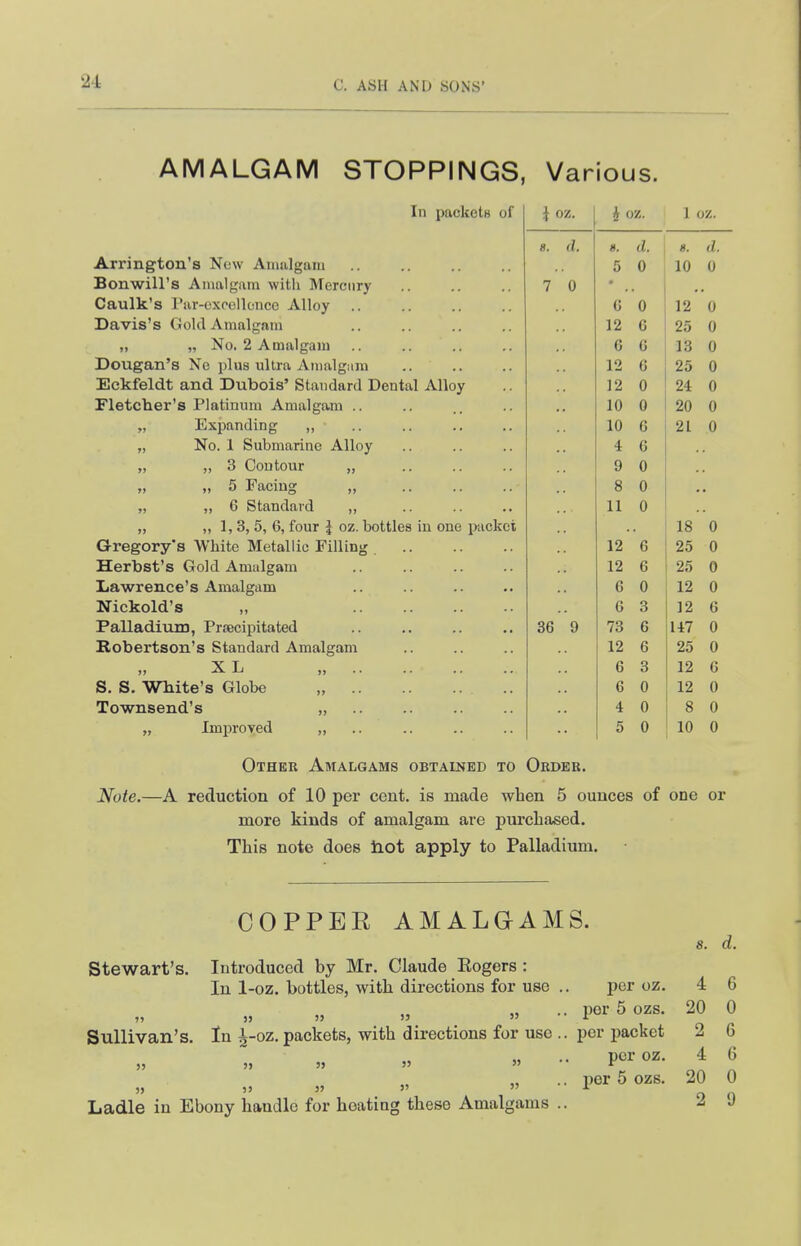 24
C. ASH AND SONS'
AMALGAM STOPPINGS, Various.
In packets of ¼ oz. ½ oz. 1 oz.
s. d. s. d. s. d.
Arrington's New Amalgam .. .. .. .. .. 5 0 10 0
Bonwill's Amalgam with Mercury .. .. .. 7 0 .. ..
Caulk's Par-excellence Alloy .. .. .. .. .. 6 0 12 0
Davis's Gold Amalgam .. .. .. .. .. 12 6 25 0
„ „ No. 2 Amalgam .. .. .. .. .. 6 6 13 0
Dougan's Ne plus ultra Amalgam .. .. .. .. 12 6 25 0
Eckfeldt and Dubois' Standard Dental Alloy .. .. 12 0 24 0
Fletcher's Platinum Amalgam .. .. .. .. .. 10 0 20 0
„ Expanding „ .. .. .. .. .. 10 6 21 0
„ No. 1 Submarine Alloy .. .. .. .. 4 6 ..
„ „ 3 Contour „ .. .. .. .. 9 0 ..
„ „ 5 Facing „ .. .. .. .. 8 0 ..
„ „ 6 Standard „ .. .. .. .. 11 0 ..
„ „ 1, 3, 5, 6, four ¼ oz. bottles in one packet .. .. 18 0
Gregory's White Metallic Filling .. .. .. .. 12 6 25 0
Herbst's Gold Amalgam .. .. .. .. .. 12 6 25 0
Lawrence's Amalgam .. .. .. .. .. 6 0 12 0
Nickold's „ .. .. .. .. .. 6 3 12 6
Palladium, Præcipitated .. .. .. .. 36 9 73 6 147 0
Robertson's Standard Amalgam .. .. .. .. 12 6 25 0
„ XL „ .. .. .. .. .. 6 3 12 6
S. S. White's Globe „ .. .. .. .. .. 6 0 12 0
Townsend's „ .. .. .. .. .. 4 0 8 0
„ Improved „ .. .. .. .. .. 5 0 10 0
Other Amalgams obtained to Order.
Note.—A reduction of 10 per cent. is made when 5 ounces of one or
more kinds of amalgam are purchased.
This note does not apply to Palladium.
COPPER AMALGAMS.
s. d.
Stewart's. Introduced by Mr. Claude Rogers :
In 1-oz. bottles, with directions for use .. per oz. 4 6
„ „ „ „ „ .. per 5 ozs. 20 0
Sullivan's. In ½-oz. packets, with directions for use .. per packet 2 6
„ „ „ „ „ .. per oz. 4 6
„ „ „ „ „ .. per 5 ozs. 20 0
Ladle in Ebony handle for heating these Amalgams .. 2 9